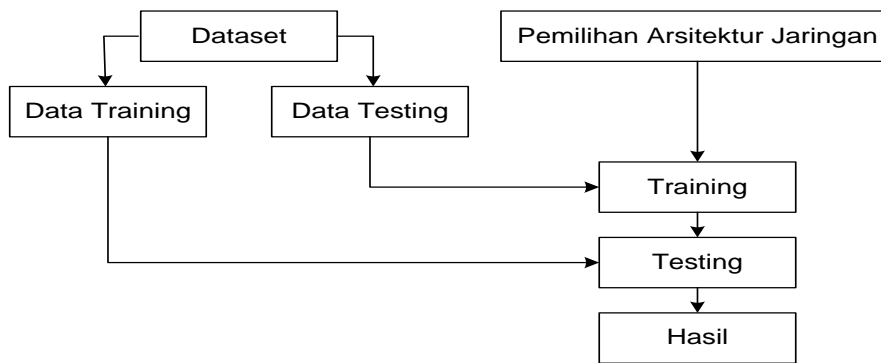 Dataset
Pemilihan Arsitektur Jaringan
Data Training
Data Testing
Training
Testing
Hasil